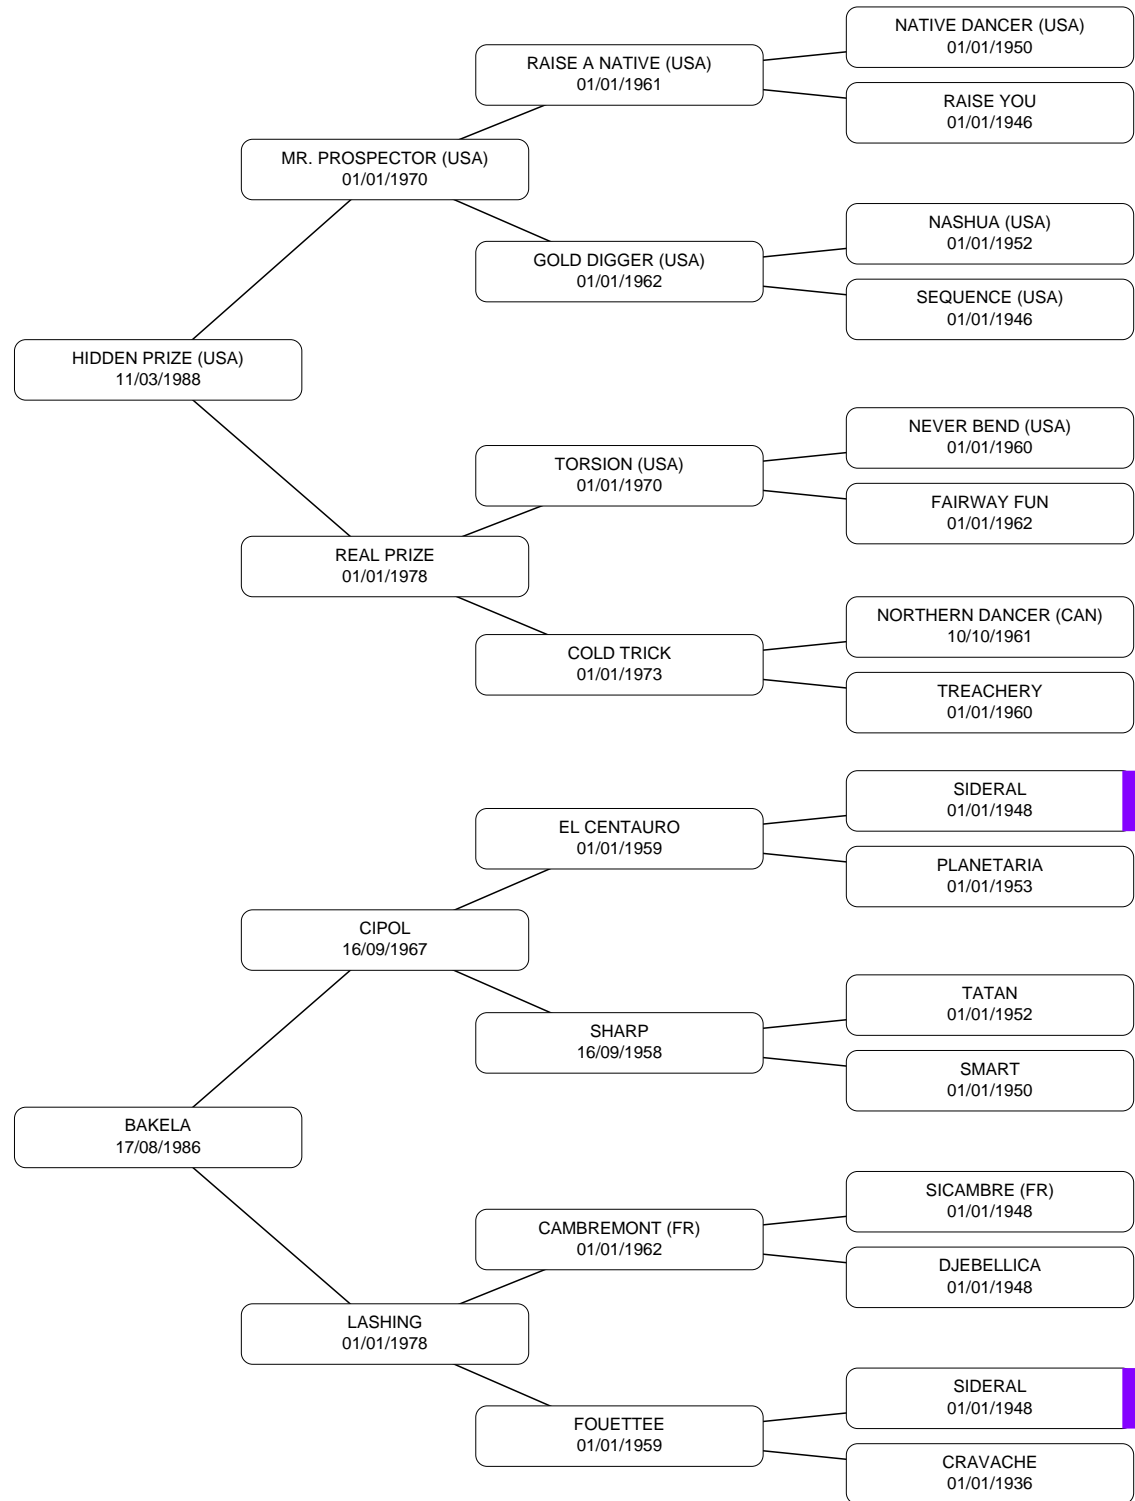 NATIVE DANCER (USA)
01/01/1950
RAISE A NATIVE (USA)
01/01/1961
RAISE YOU
01/01/1946
MR. PROSPECTOR (USA)
01/01/1970
NASHUA (USA)
01/01/1952
GOLD DIGGER (USA)
01/01/1962
SEQUENCE (USA)
01/01/1946
HIDDEN PRIZE (USA)
11/03/1988
NEVER BEND (USA)
01/01/1960
TORSION (USA)
01/01/1970
FAIRWAY FUN
01/01/1962
REAL PRIZE
01/01/1978
NORTHERN DANCER (CAN)
10/10/1961
COLD TRICK
01/01/1973
TREACHERY
01/01/1960
SIDERAL
01/01/1948
EL CENTAURO
01/01/1959
PLANETARIA
01/01/1953
CIPOL
16/09/1967
TATAN
01/01/1952
SHARP
16/09/1958
SMART
01/01/1950
BAKELA
17/08/1986
SICAMBRE (FR)
01/01/1948
CAMBREMONT (FR)
01/01/1962
DJEBELLICA
01/01/1948
LASHING
01/01/1978
SIDERAL
01/01/1948
FOUETTEE
01/01/1959
CRAVACHE
01/01/1936